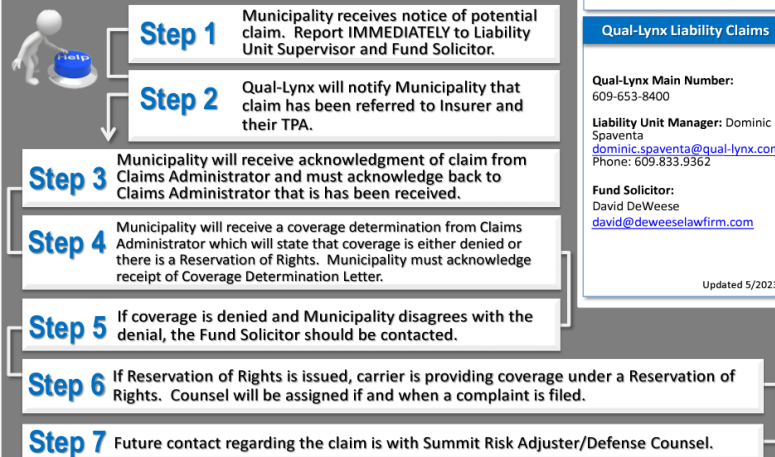 Help
Step 1
Municipality receives notice of potential
claim. Report IMMEDIATELY to Liability
Unit Supervisor and Fund Solicitor.
Step 2
Qual-Lynx will notify Municipality that
claim has been referred to Insurer and
their TPA.
Step 3
Municipality will receive acknowledgment of claim from
Claims Administrator and must acknowledge back to
Claims Administrator that is has been received.
Step 4
Municipality will receive a coverage determination from Claims
Administrator which will state that coverage is either denied or
there is a Reservation of Rights. Municipality must acknowledge
receipt of Coverage Determination Letter.
Step 5
If coverage is denied and Municipality disagrees with the
denial, the Fund Solicitor should be contacted.
Step 6
If Reservation of Rights is issued, carrier is providing coverage under a Reservation of
Rights. Counsel will be assigned if and when a complaint is filed.
Step 7
Future contact regarding the claim is with Summit Risk Adjuster/Defense Counsel.
Qual-Lynx Liability Claims
Qual-Lynx Main Number:
609-653-8400
Liability Unit Manager: Dominic
Spaventa
dominic.spaventa@qual-lynx.com
Phone: 609.833.9362
Fund Solicitor:
David DeWeese
david@deweeselawfirm.com
Updated 5/2023